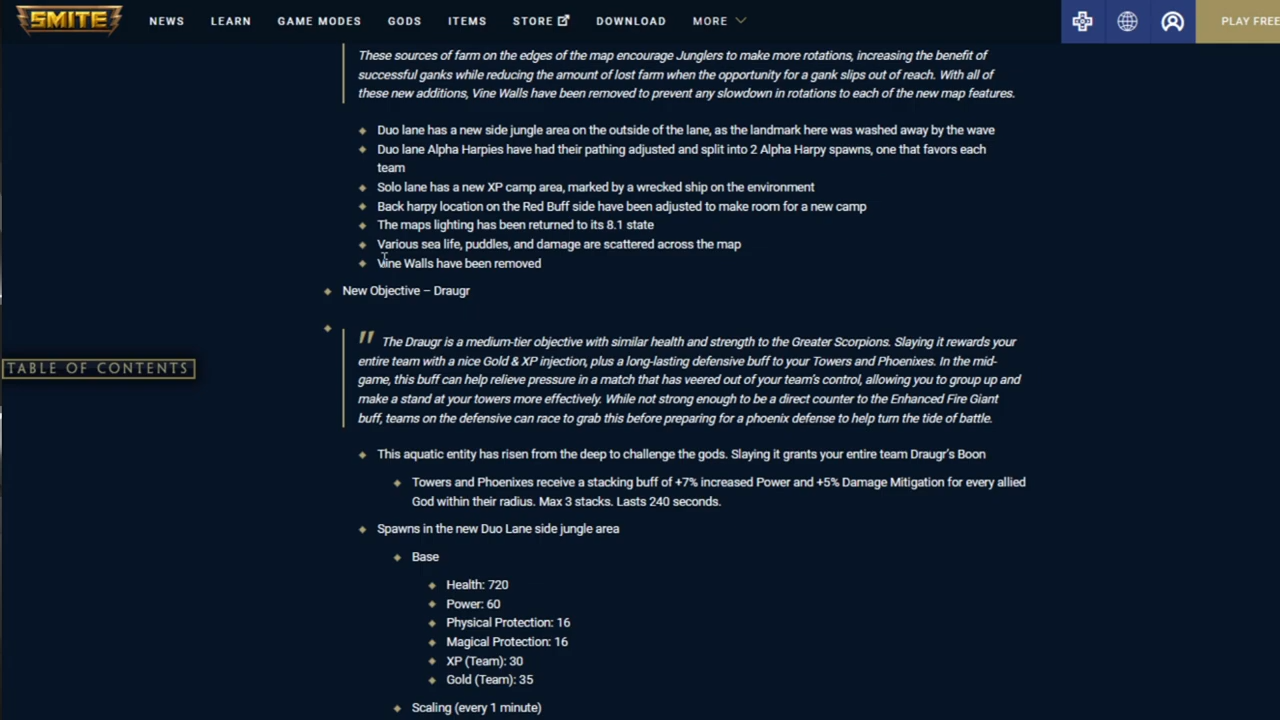 SMITE NEWS LEARN GAME MODES GODS ITEMS STORE DOWNLOAD MORE PLAY FREE
These sources of farm on the edges of the map encourage Junglers to make more rotations, increasing the benefit of
successful ganks while reducing the amount of lost farm when the opportunity for a gank slips out of reach. With all of
these new additions, Vine Walls have been removed to prevent any slowdown in rotations to each of the new map features.
Duo lane has a new side jungle area on the outside of the lane, as the landmark here was washed away by the wave
Duo lane Alpha Harpies have had their pathing adjusted and split into 2 Alpha Harpy spawns, one that favors each
team
Solo lane has a new XP camp area, marked by a wrecked ship on the environment
Back harpy location on the Red Buff side have been adjusted to make room for a new camp
The maps lighting has been returned to its 8.1 state
Various sea life, puddles, and damage are scattered across the map
Vine Walls have been removed
New Objective – Draugr
" The Draugr is a medium-tier objective with similar health and strength to the Greater Scorpions. Slaying it rewards your
entire team with a nice Gold & XP injection, plus a long-lasting defensive buff to your Towers and Phoenixes. In the mid-
TABLE OF CONTENTS
game, this buff can help relieve pressure in a match that has veered out of your team's control, allowing you to group up and
make a stand at your towers more effectively. While not strong enough to be a direct counter to the Enhanced Fire Giant
buff, teams on the defensive can race to grab this before preparing for a phoenix defense to help turn the tide of battle.
This aquatic entity has risen from the deep to challenge the gods. Slaying it grants your entire team Draugr's Boon
Towers and Phoenixes receive a stacking buff of +7% increased Power and +5% Damage Mitigation for every allied
God within their radius. Max 3 stacks. Lasts 240 seconds.
Spawns in the new Duo Lane side jungle area
Base
Health: 720
Power: 60
Physical Protection: 16
Magical Protection: 16
XP (Team): 30
Gold (Team): 35
Scaling (every 1 minute)